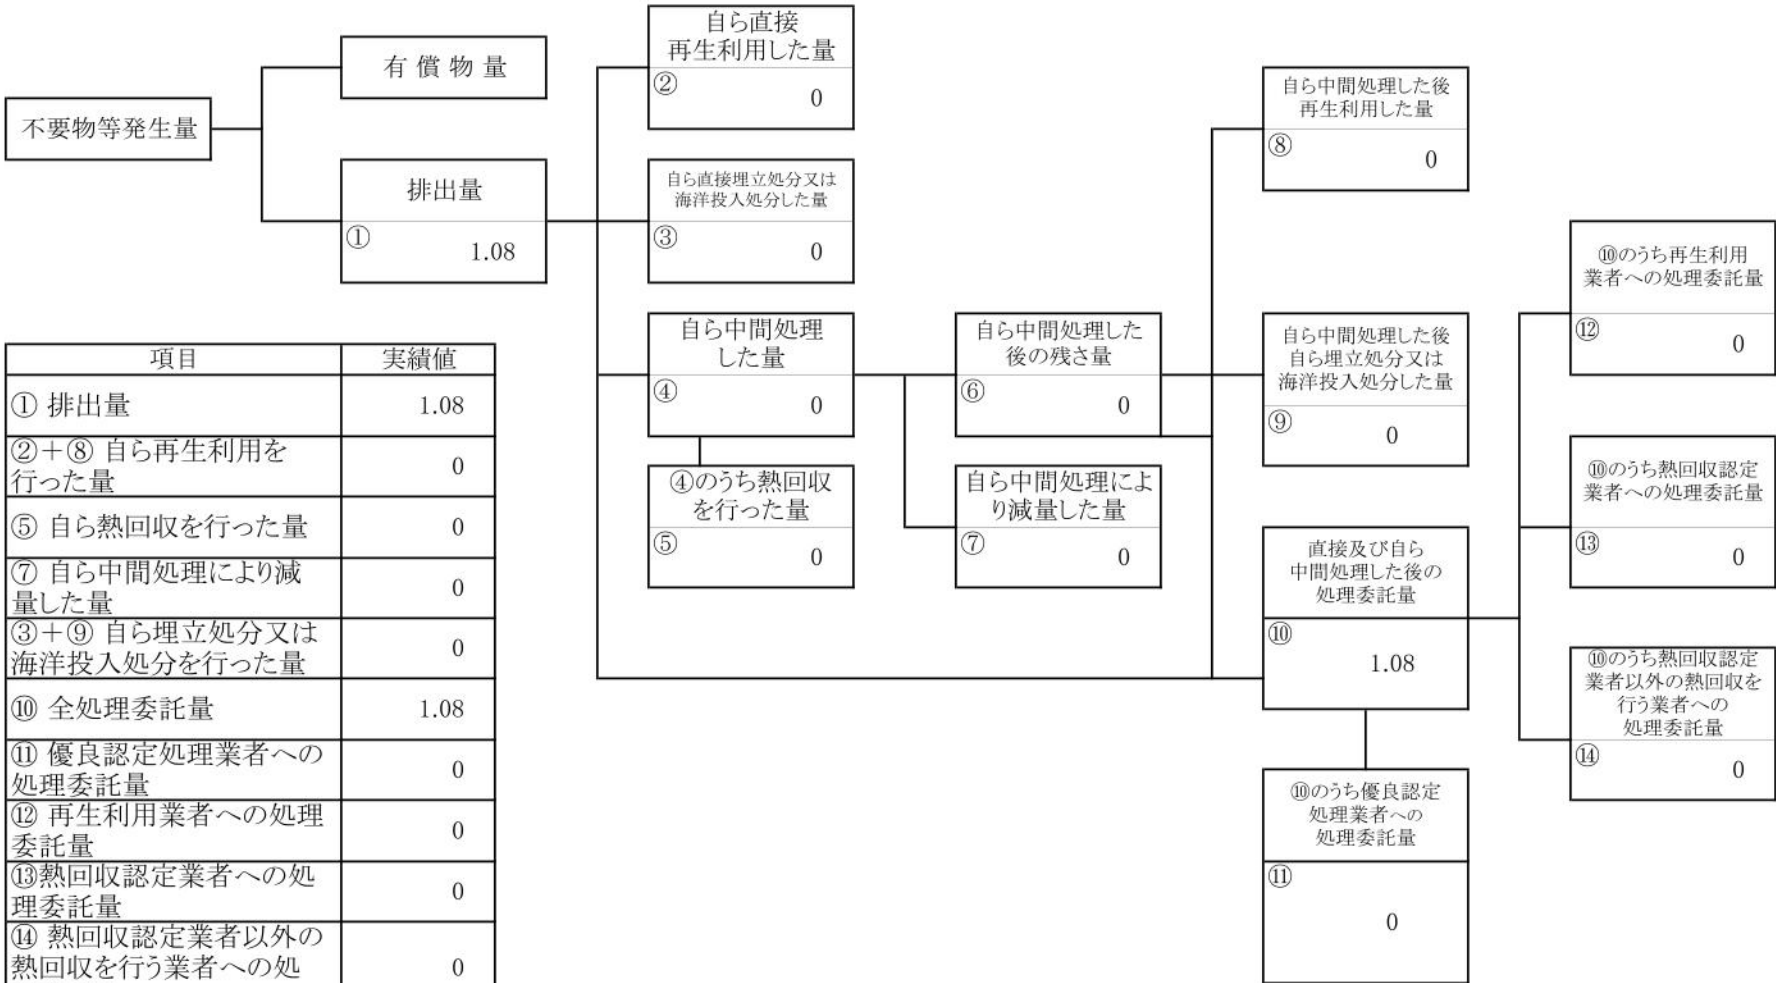 不要物等発生量
有 償 物 量
排出量
①
1.08
自ら直接
再生利用した量
②
0
自ら直接埋立処分又は
海洋投入処分した量
③
0
自ら中間処理
した量
④
0
④のうち熱回収
を行った量
⑤
0
自ら中間処理した
後の残さ量
⑥
0
自ら中間処理によ
り減量した量
⑦
0
自ら中間処理した後
再生利用した量
⑧
0
自ら中間処理した後
自ら埋立処分又は
海洋投入処分した量
⑨
0
直接及び自ら
中間処理した後の
処理委託量
⑩
1.08
⑩のうち優良認定
処理業者への
処理委託量
⑪
0
⑩のうち再生利用
業者への処理委託量
⑫
0
⑩のうち熱回収認定
業者への処理委託量
⑬
0
⑩のうち熱回収認定
業者以外の熱回収を
行う業者への
処理委託量
⑭
0
項目 実績値
① 排出量 1.08
②＋⑧ 自ら再生利用を
行った量 0
⑤ 自ら熱回収を行った量 0
⑦ 自ら中間処理により減
量した量 0
③＋⑨ 自ら埋立処分又は
海洋投入処分を行った量 0
⑩ 全処理委託量 1.08
⑪ 優良認定処理業者への
処理委託量 0
⑫ 再生利用業者への処理
委託量 0
⑬熱回収認定業者への処
理委託量 0
⑭ 熱回収認定業者以外の
熱回収を行う業者への処 0